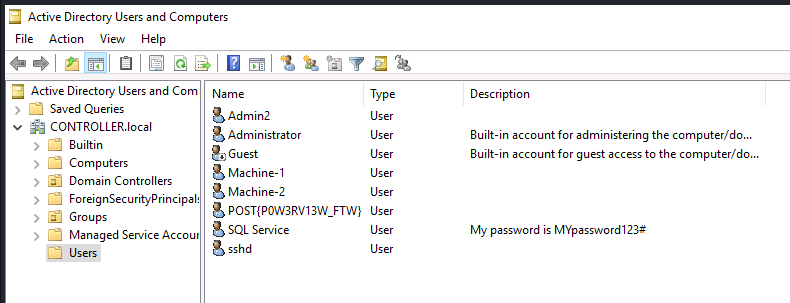 Active Directory Users and Computers
File Action View Help
Active Directory Users and Com
Saved Queries
CONTROLLER.local
Builtin
Computers
Domain Controllers
ForeignSecurityPrincipals
Groups
Managed Service Accou
Users
Name Type Description
Admin2 User
Administrator User Built-in account for administering the computer/do...
Guest User Built-in account for guest access to the computer/do...
Machine-1 User
Machine-2 User
POST{P0W3RV13W_FTW} User
SQL Service User My password is MYpassword123#
sshd User